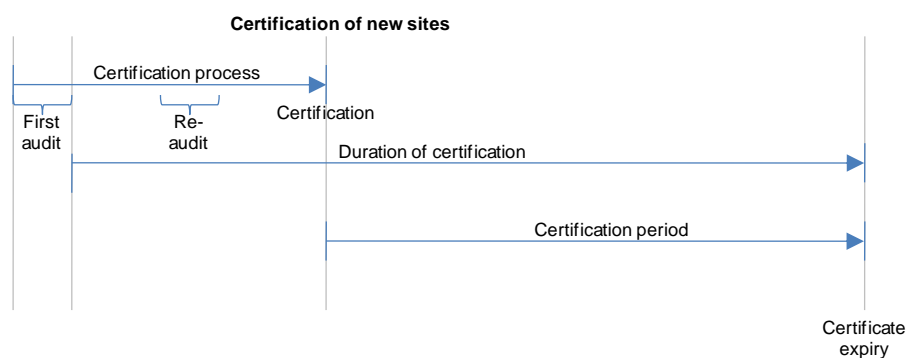 Certification of new sites
Certification process
Certification
First
audit
Re-
audit
Duration of certification
Certification period
Certificate
expiry